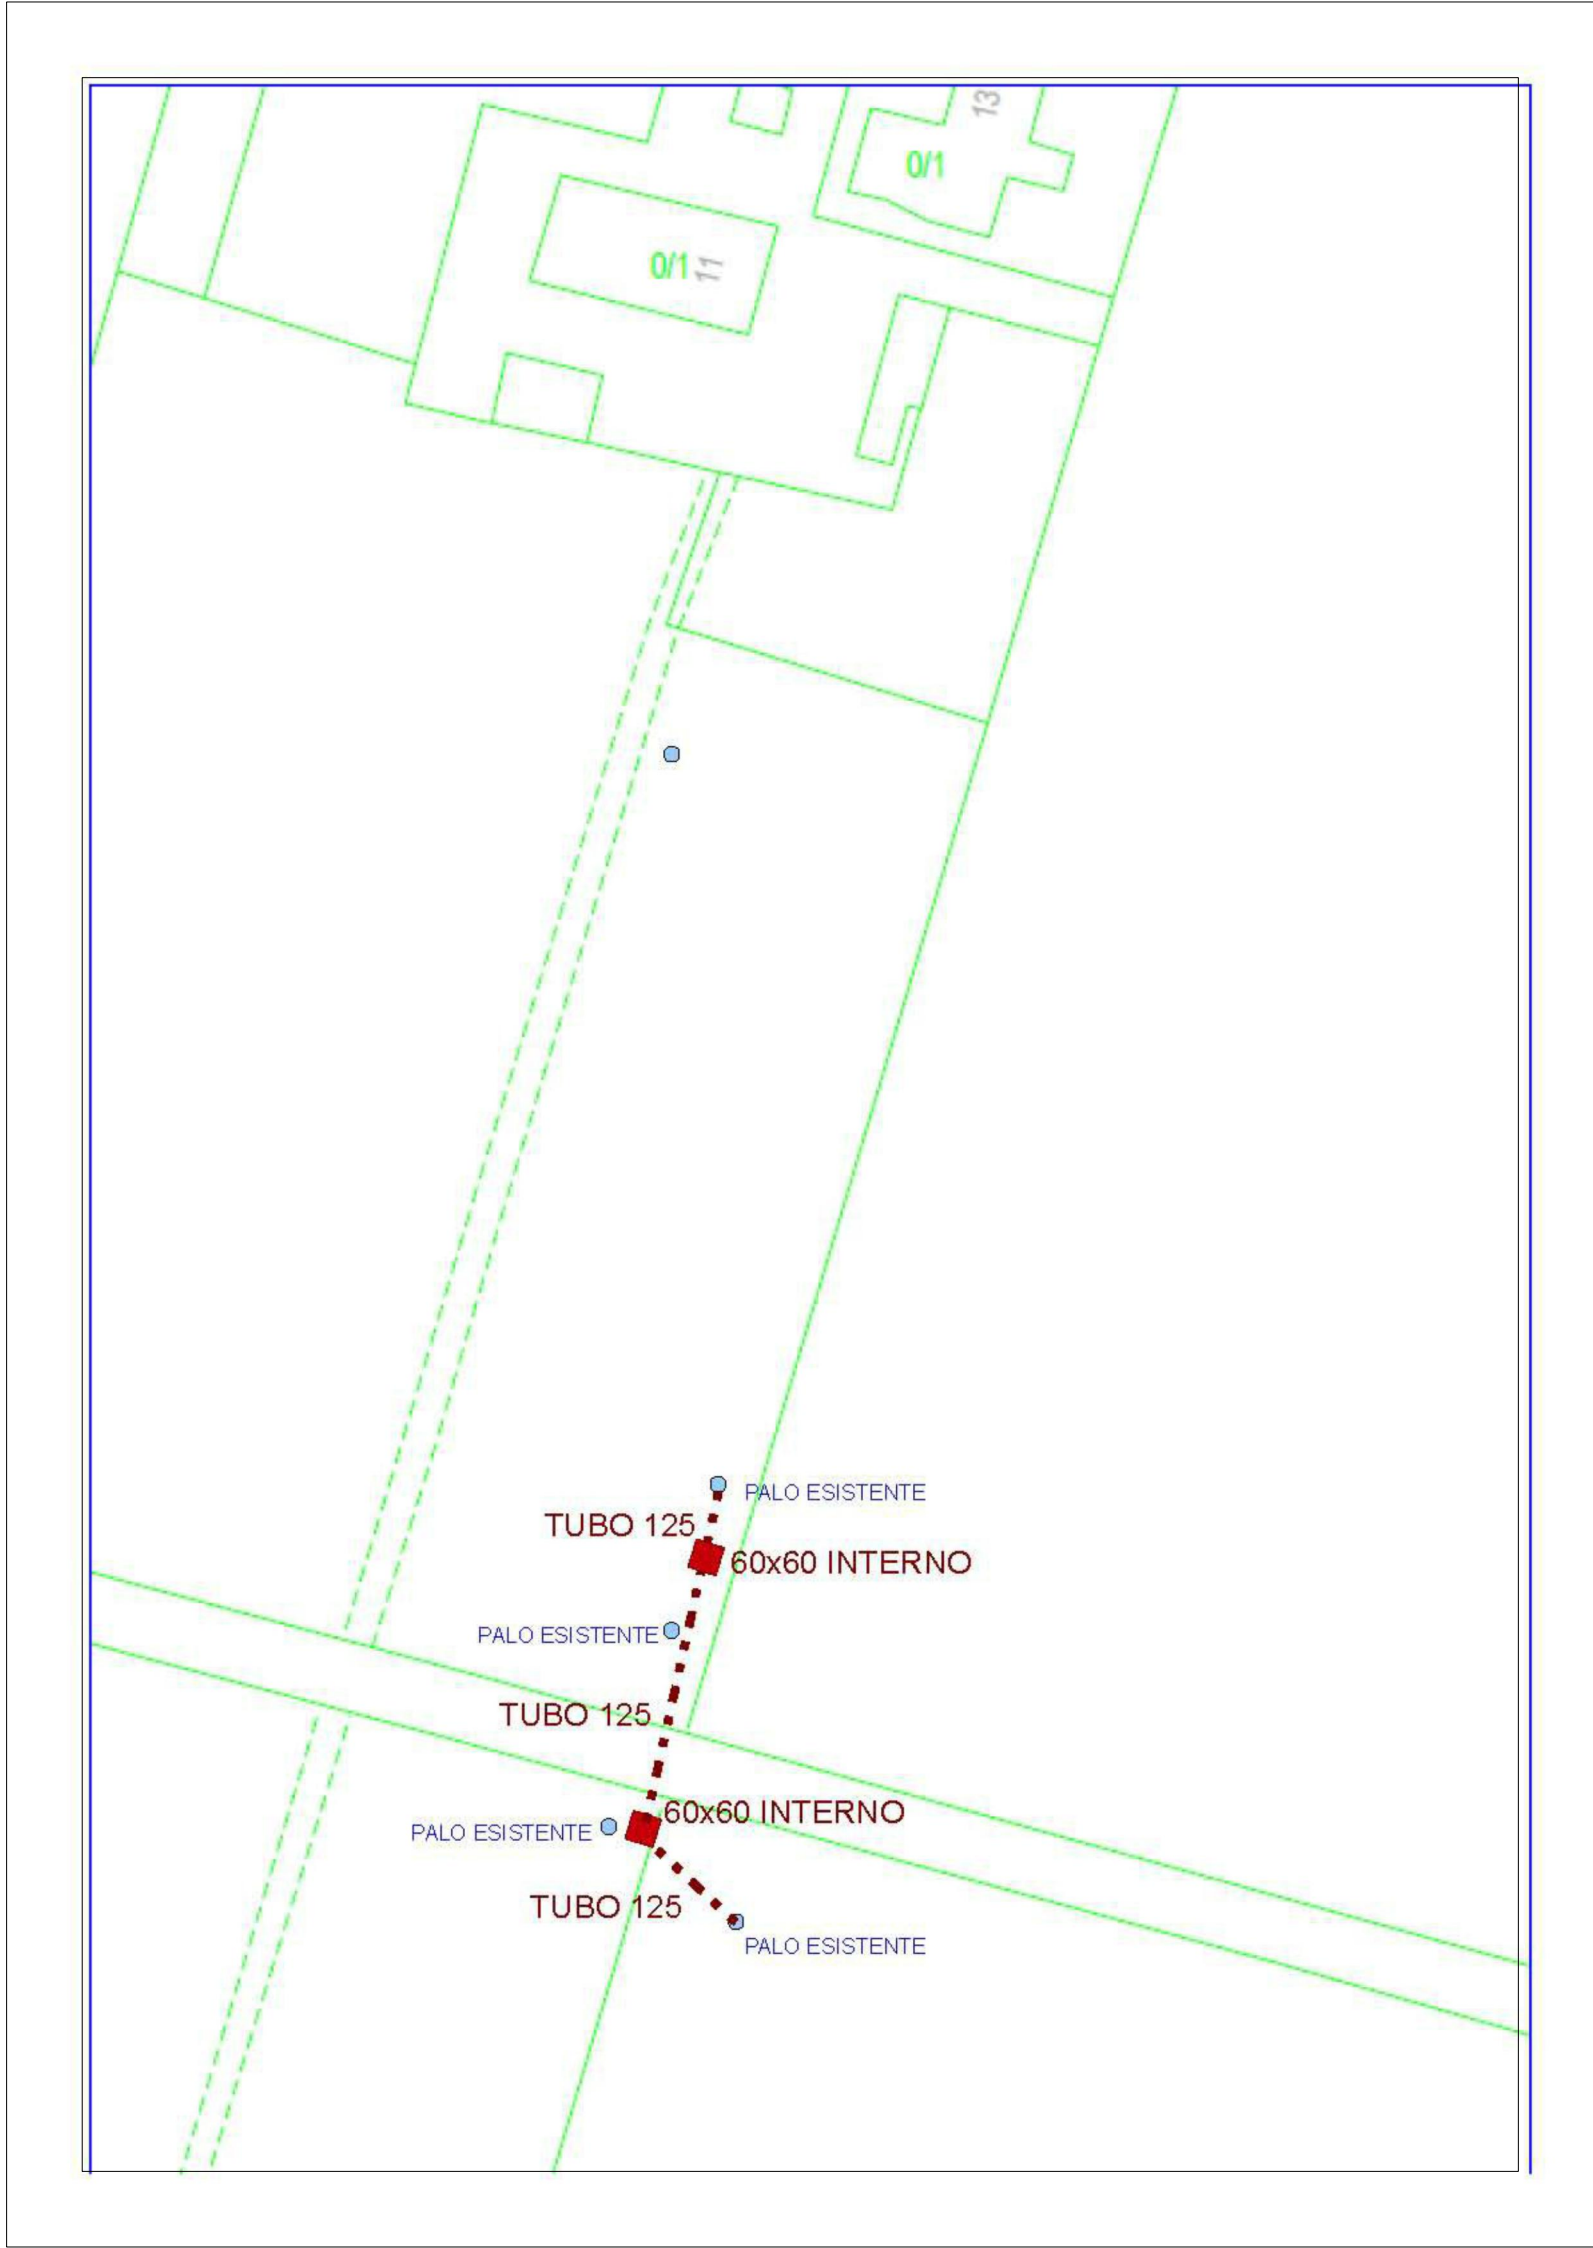 13
0/1
0/1
11
PALO ESISTENTE
TUBO 125
60x60 INTERNO
PALO ESISTENTE
TUBO 125
60x60 INTERNO
PALO ESISTENTE
TUBO 125
PALO ESISTENTE